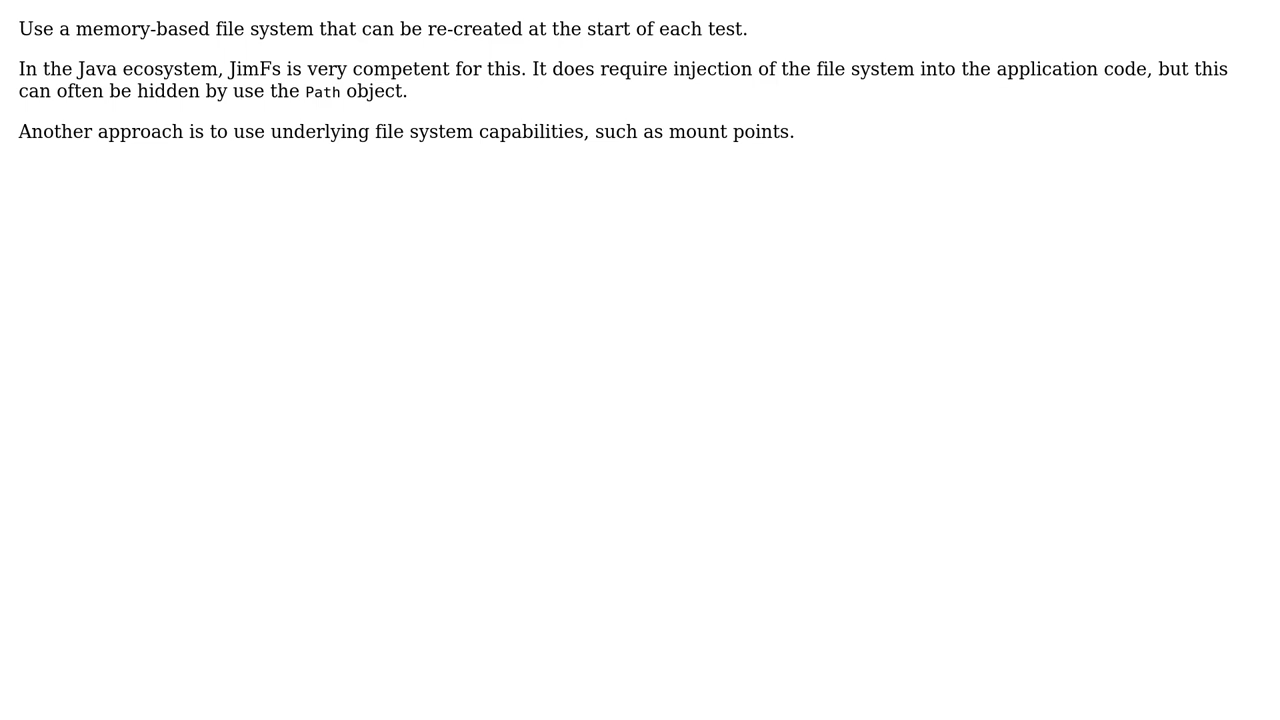 Use a memory-based file system that can be re-created at the start of each test.
In the Java ecosystem, JimFs is very competent for this. It does require injection of the file system into the application code, but this
can often be hidden by use the Path object.
Another approach is to use underlying file system capabilities, such as mount points.